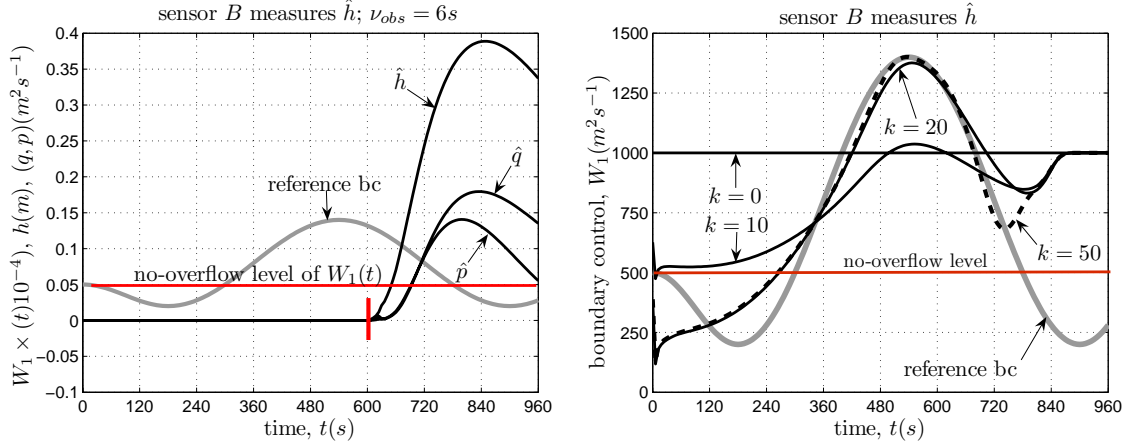 sensor B measures ĥ; ν_obs = 6s
W₁ × (t)10⁻⁴), h(m), (q, p)(m²s⁻¹)
0.4
0.35
0.3
0.25
0.2
0.15
0.1
0.05
0
−0.05
−0.1
ĥ
q̂
reference bc
p̂
no-overflow level of W₁(t)
0 120 240 360 480 600 720 840 960
time, t(s)
sensor B measures ĥ
boundary control, W₁(m²s⁻¹)
1500
1250
1000
750
500
250
0
k = 20
k = 0
k = 10
k = 50
no-overflow level
reference bc
0 120 240 360 480 600 720 840 960
time, t(s)